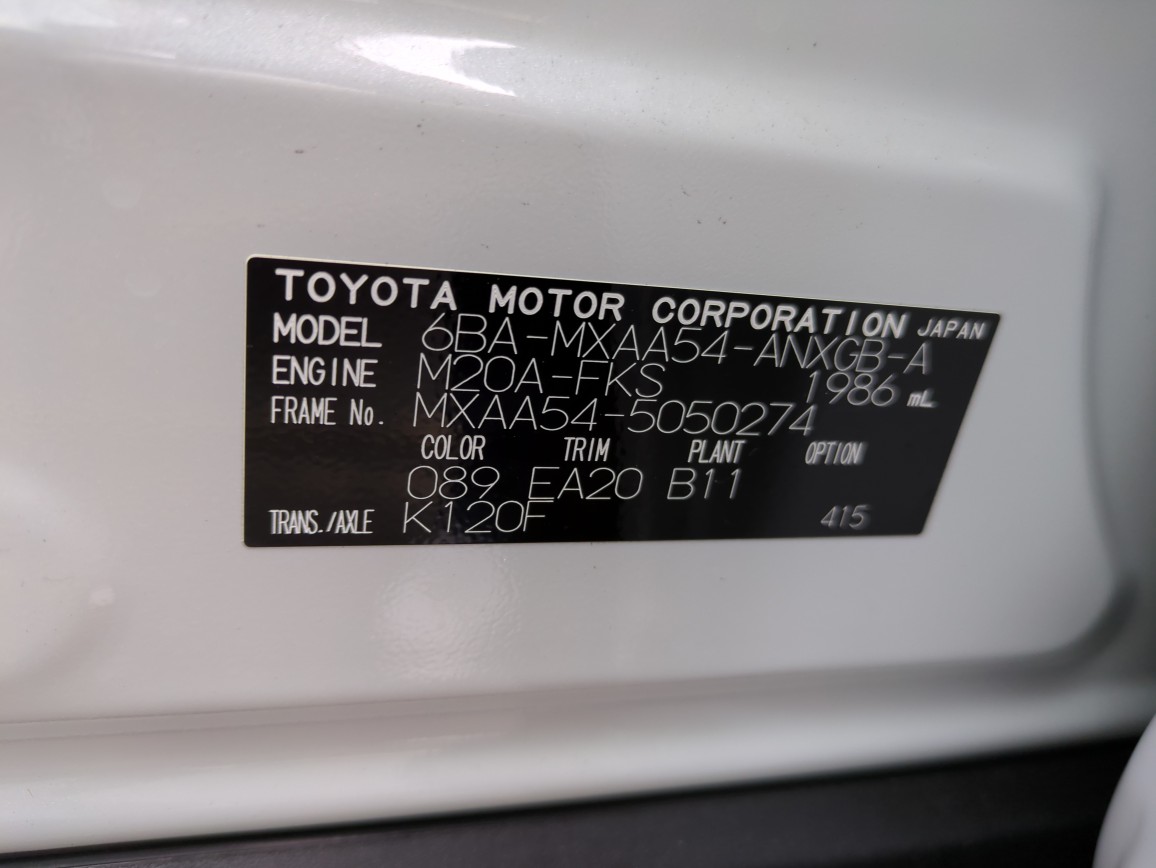 TOYOTA MOTOR CORPORATION JAPAN
MODEL 6BA-MXAA54-ANXGB-A
ENGINE M20A-FKS 1986 mL
FRAME No. MXAA54-5050274
COLOR TRIM PLANT OPTION
089 EA20 B11
TRANS./AXLE K120F 415